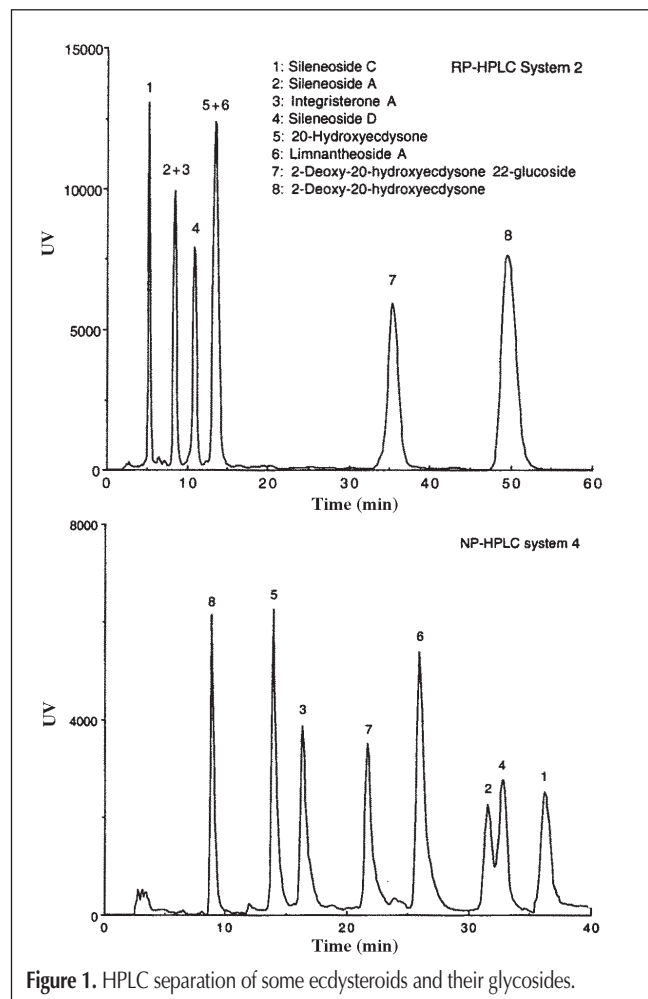 15000
10000
5000
0
UV
1
2+3
4
5+6
7
8
1: Sileneoside C
2: Sileneoside A
3: Integristerone A
4: Sileneoside D
5: 20-Hydroxyecdysone
6: Limnantheoside A
7: 2-Deoxy-20-hydroxyecdysone 22-glucoside
8: 2-Deoxy-20-hydroxyecdysone
RP-HPLC System 2
0 10 20 30 40 50 60
Time (min)
8000
4000
0
UV
NP-HPLC system 4
8
5
3
7
6
2
4
1
0 10 20 30 40
Time (min)
Figure 1. HPLC separation of some ecdysteroids and their glycosides.